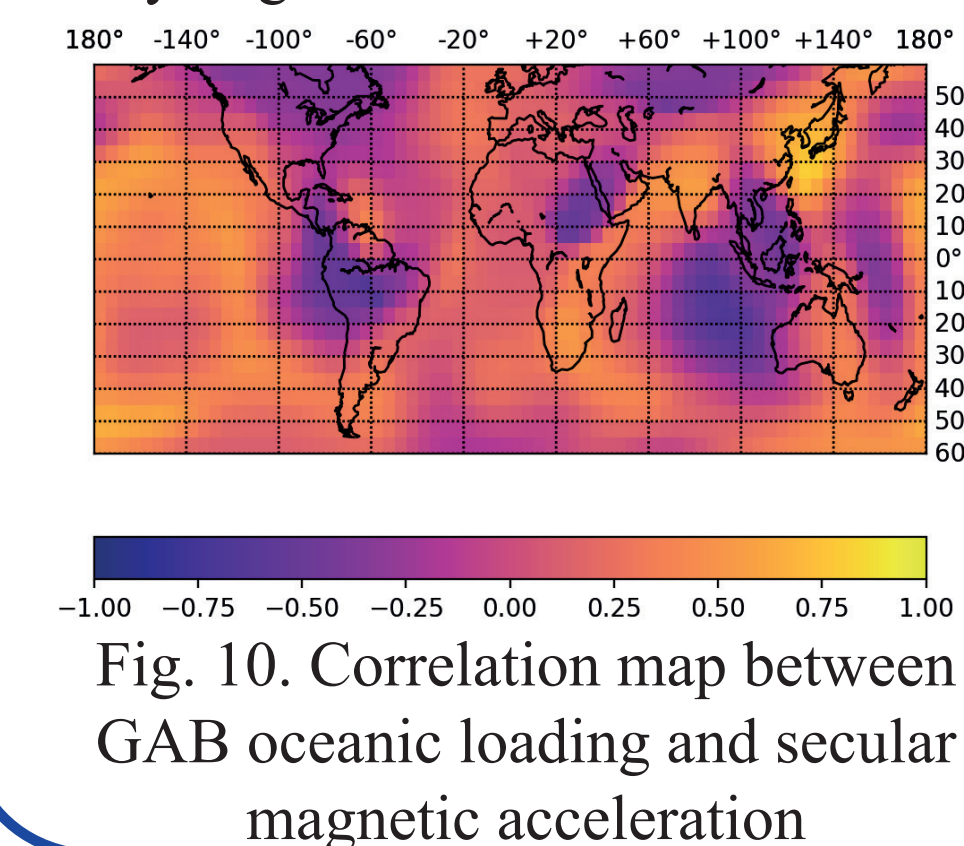 180° -140° -100° -60° -20° +20° +60° +100° +140° 180°
50
40
30
20
10
0°
10
20
30
40
50
60
−1.00 −0.75 −0.50 −0.25 0.00 0.25 0.50 0.75 1.00
Fig. 10. Correlation map between
GAB oceanic loading and secular
magnetic acceleration